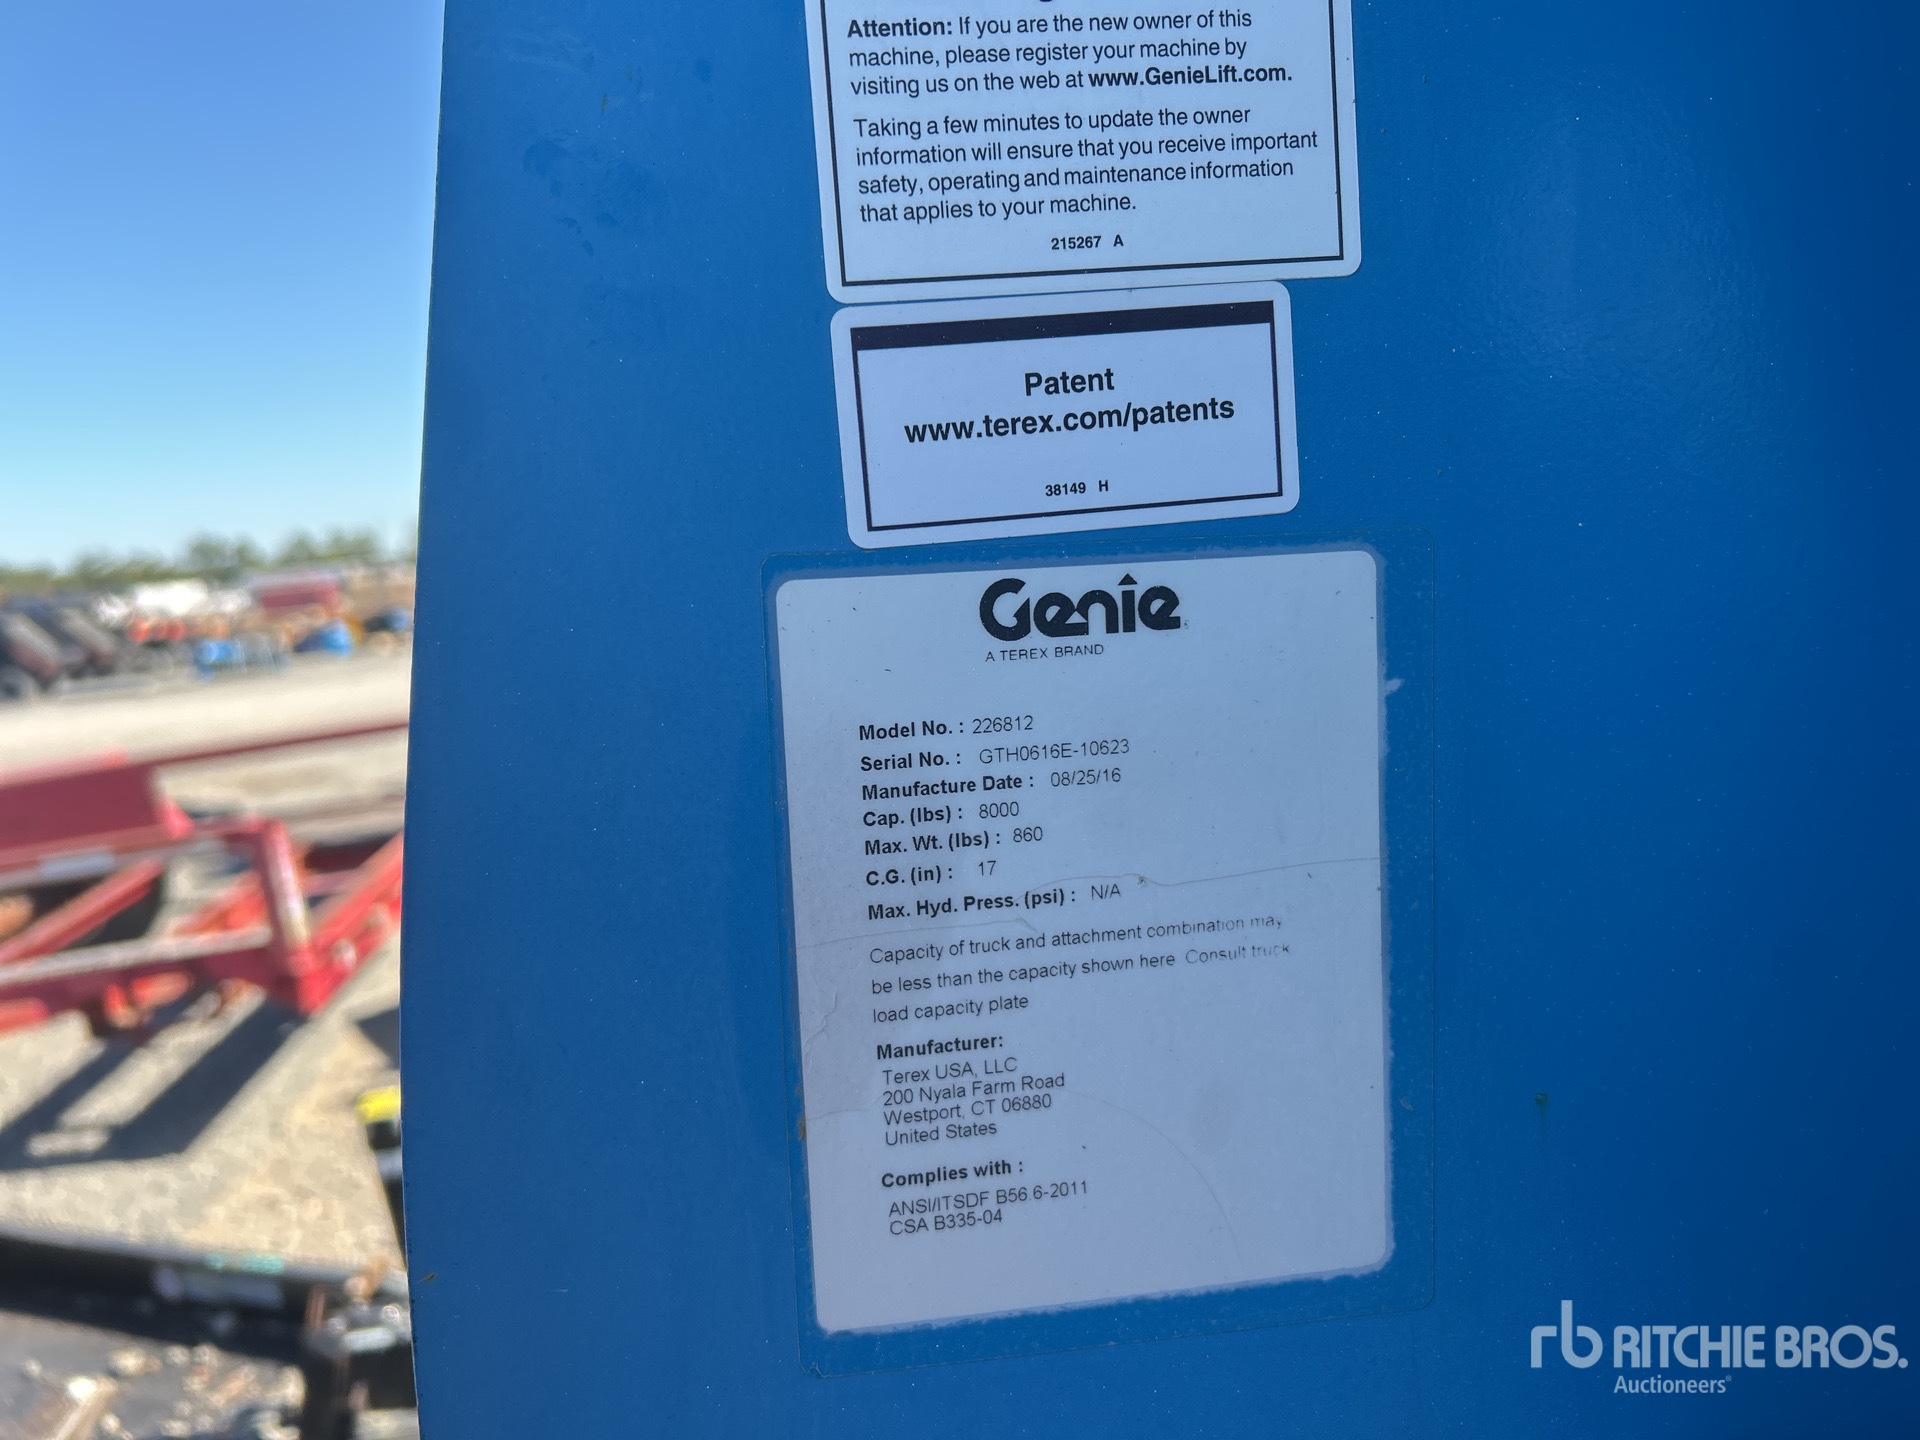 Attention: If you are the new owner of this
machine, please register your machine by
visiting us on the web at www.GenieLift.com.
Taking a few minutes to update the owner
information will ensure that you receive important
safety, operating and maintenance information
that applies to your machine.
215267 A
Patent
www.terex.com/patents
38149 H
Genie
A TEREX BRAND
Model No. : 226812
Serial No. : GTH0616E-10623
Manufacture Date : 08/25/16
Cap. (lbs) : 8000
Max. Wt. (lbs) : 860
C.G. (in) : 17
Max. Hyd. Press. (psi) : N/A
Capacity of truck and attachment combination may
be less than the capacity shown here Consult truck
load capacity plate
Manufacturer:
Terex USA, LLC
200 Nyala Farm Road
Westport, CT 06880
United States
Complies with :
ANSI/ITSDF B56.6-2011
CSA B335-04
rb RITCHIE BROS.
Auctioneers®